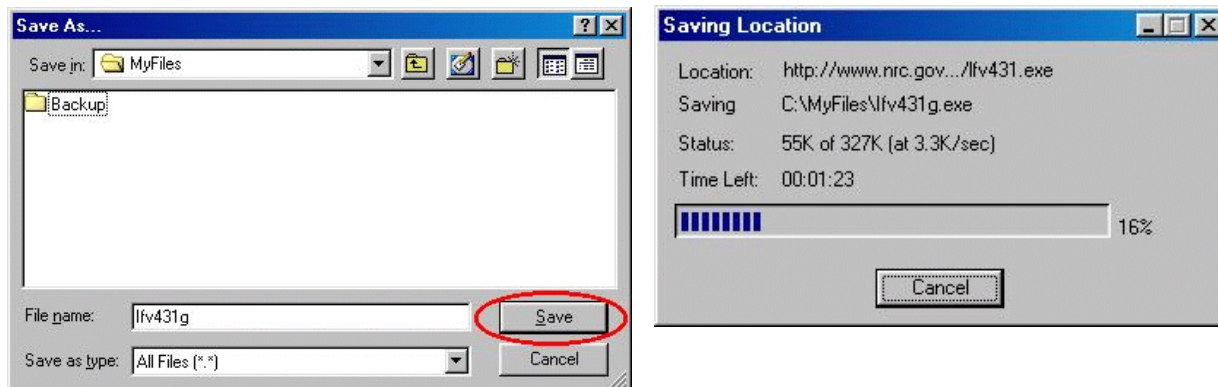 Save As...
Save in: MyFiles
Backup
File name: lfv431g
Save
Save as type: All Files (*.*)
Cancel
Saving Location
Location: http://www.nrc.gov.../lfv431.exe
Saving C:\MyFiles\lfv431g.exe
Status: 55K of 327K (at 3.3K/sec)
Time Left: 00:01:23
16%
Cancel